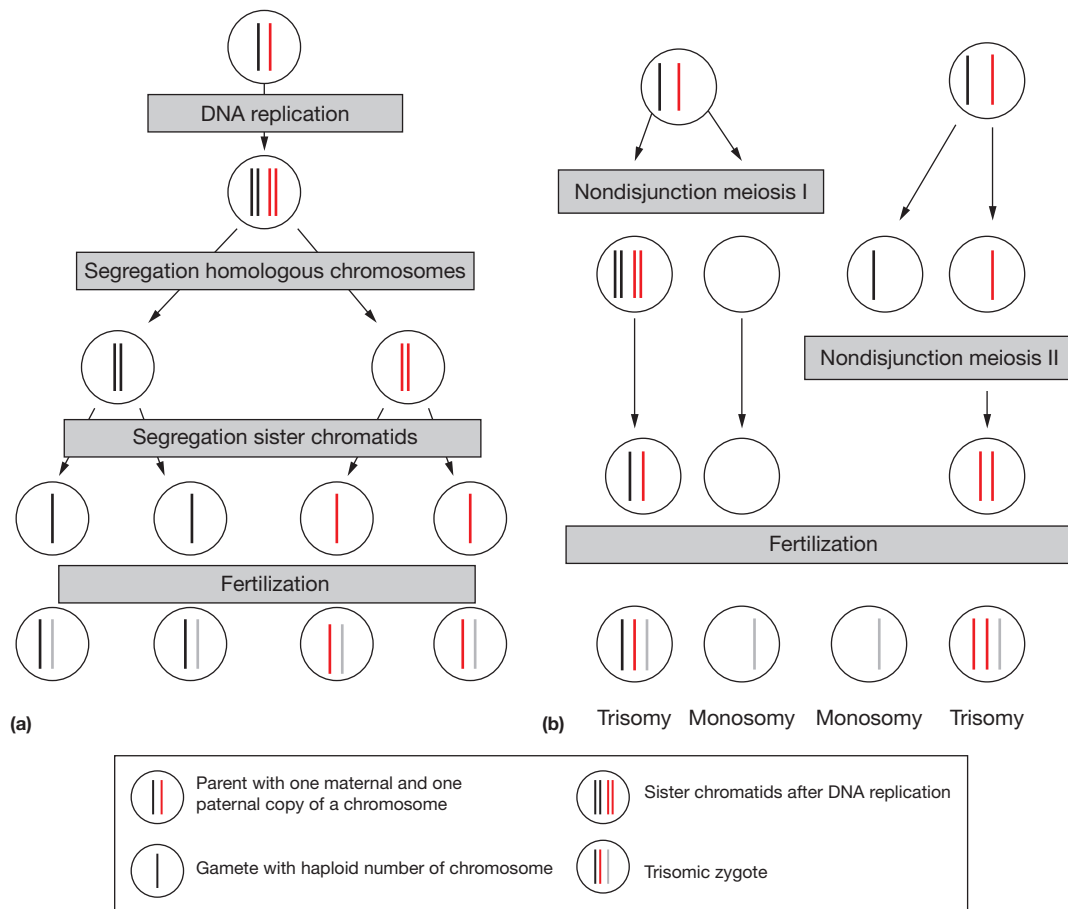 DNA replication
Segregation homologous chromosomes
Segregation sister chromatids
Fertilization
(a)
Nondisjunction meiosis I
Nondisjunction meiosis II
Fertilization
Trisomy
Monosomy
Monosomy
Trisomy
(b)
Parent with one maternal and one
paternal copy of a chromosome
Gamete with haploid number of chromosome
Sister chromatids after DNA replication
Trisomic zygote